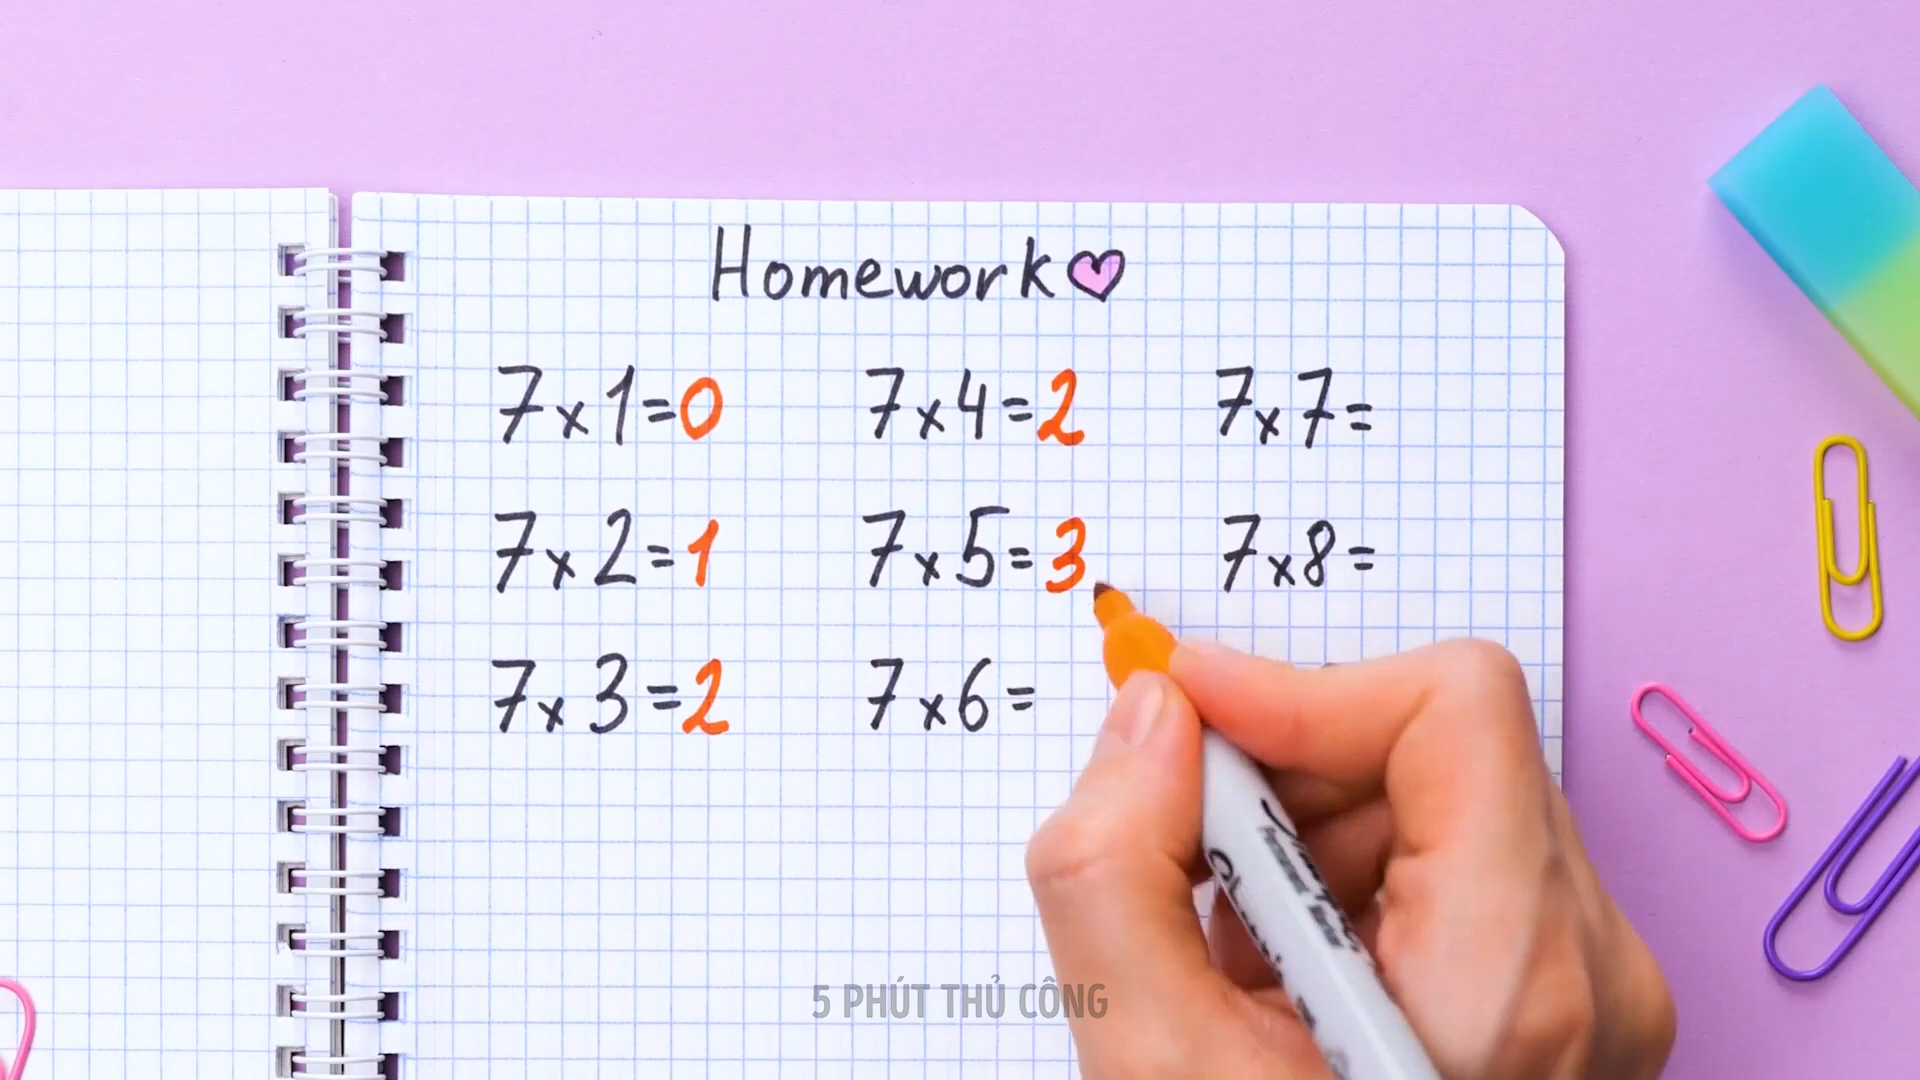 Homework
7x1=0 7x4=2 7x7=
7x2=1 7x5=3 7x8=
7x3=2 7x6=
5 PHÚT THỦ CÔNG